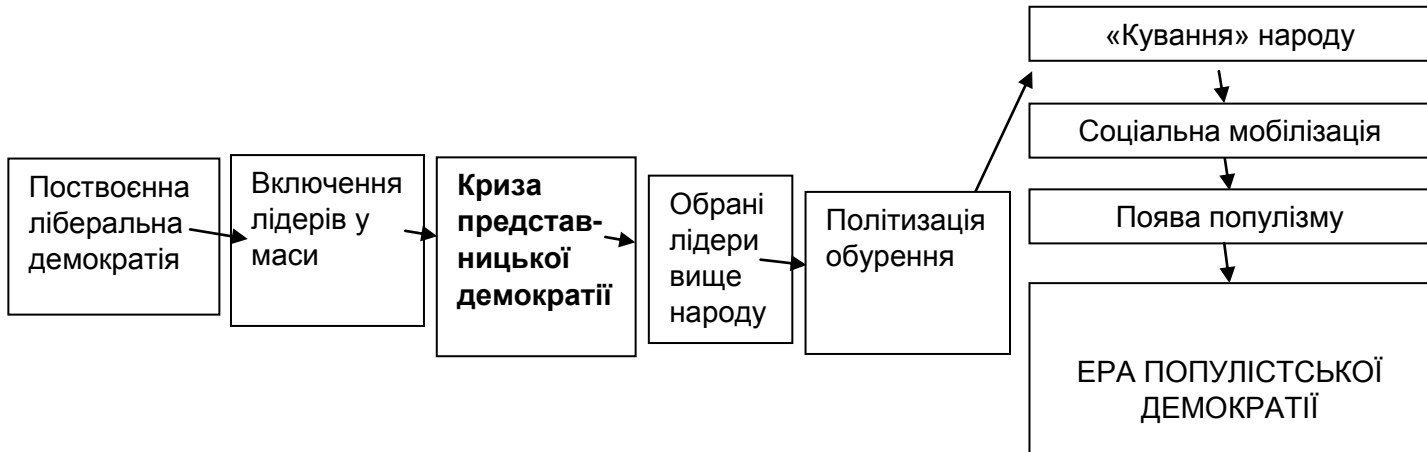 Поствоєнна
ліберальна
демократія
Включення
лідерів у
маси
Криза
представ-
ницької
демократії
Обрані
лідери
вище
народу
Політизація
обурення
«Кування» народу
Соціальна мобілізація
Поява популізму
ЕРА ПОПУЛІСТСЬКОЇ
ДЕМОКРАТІЇ